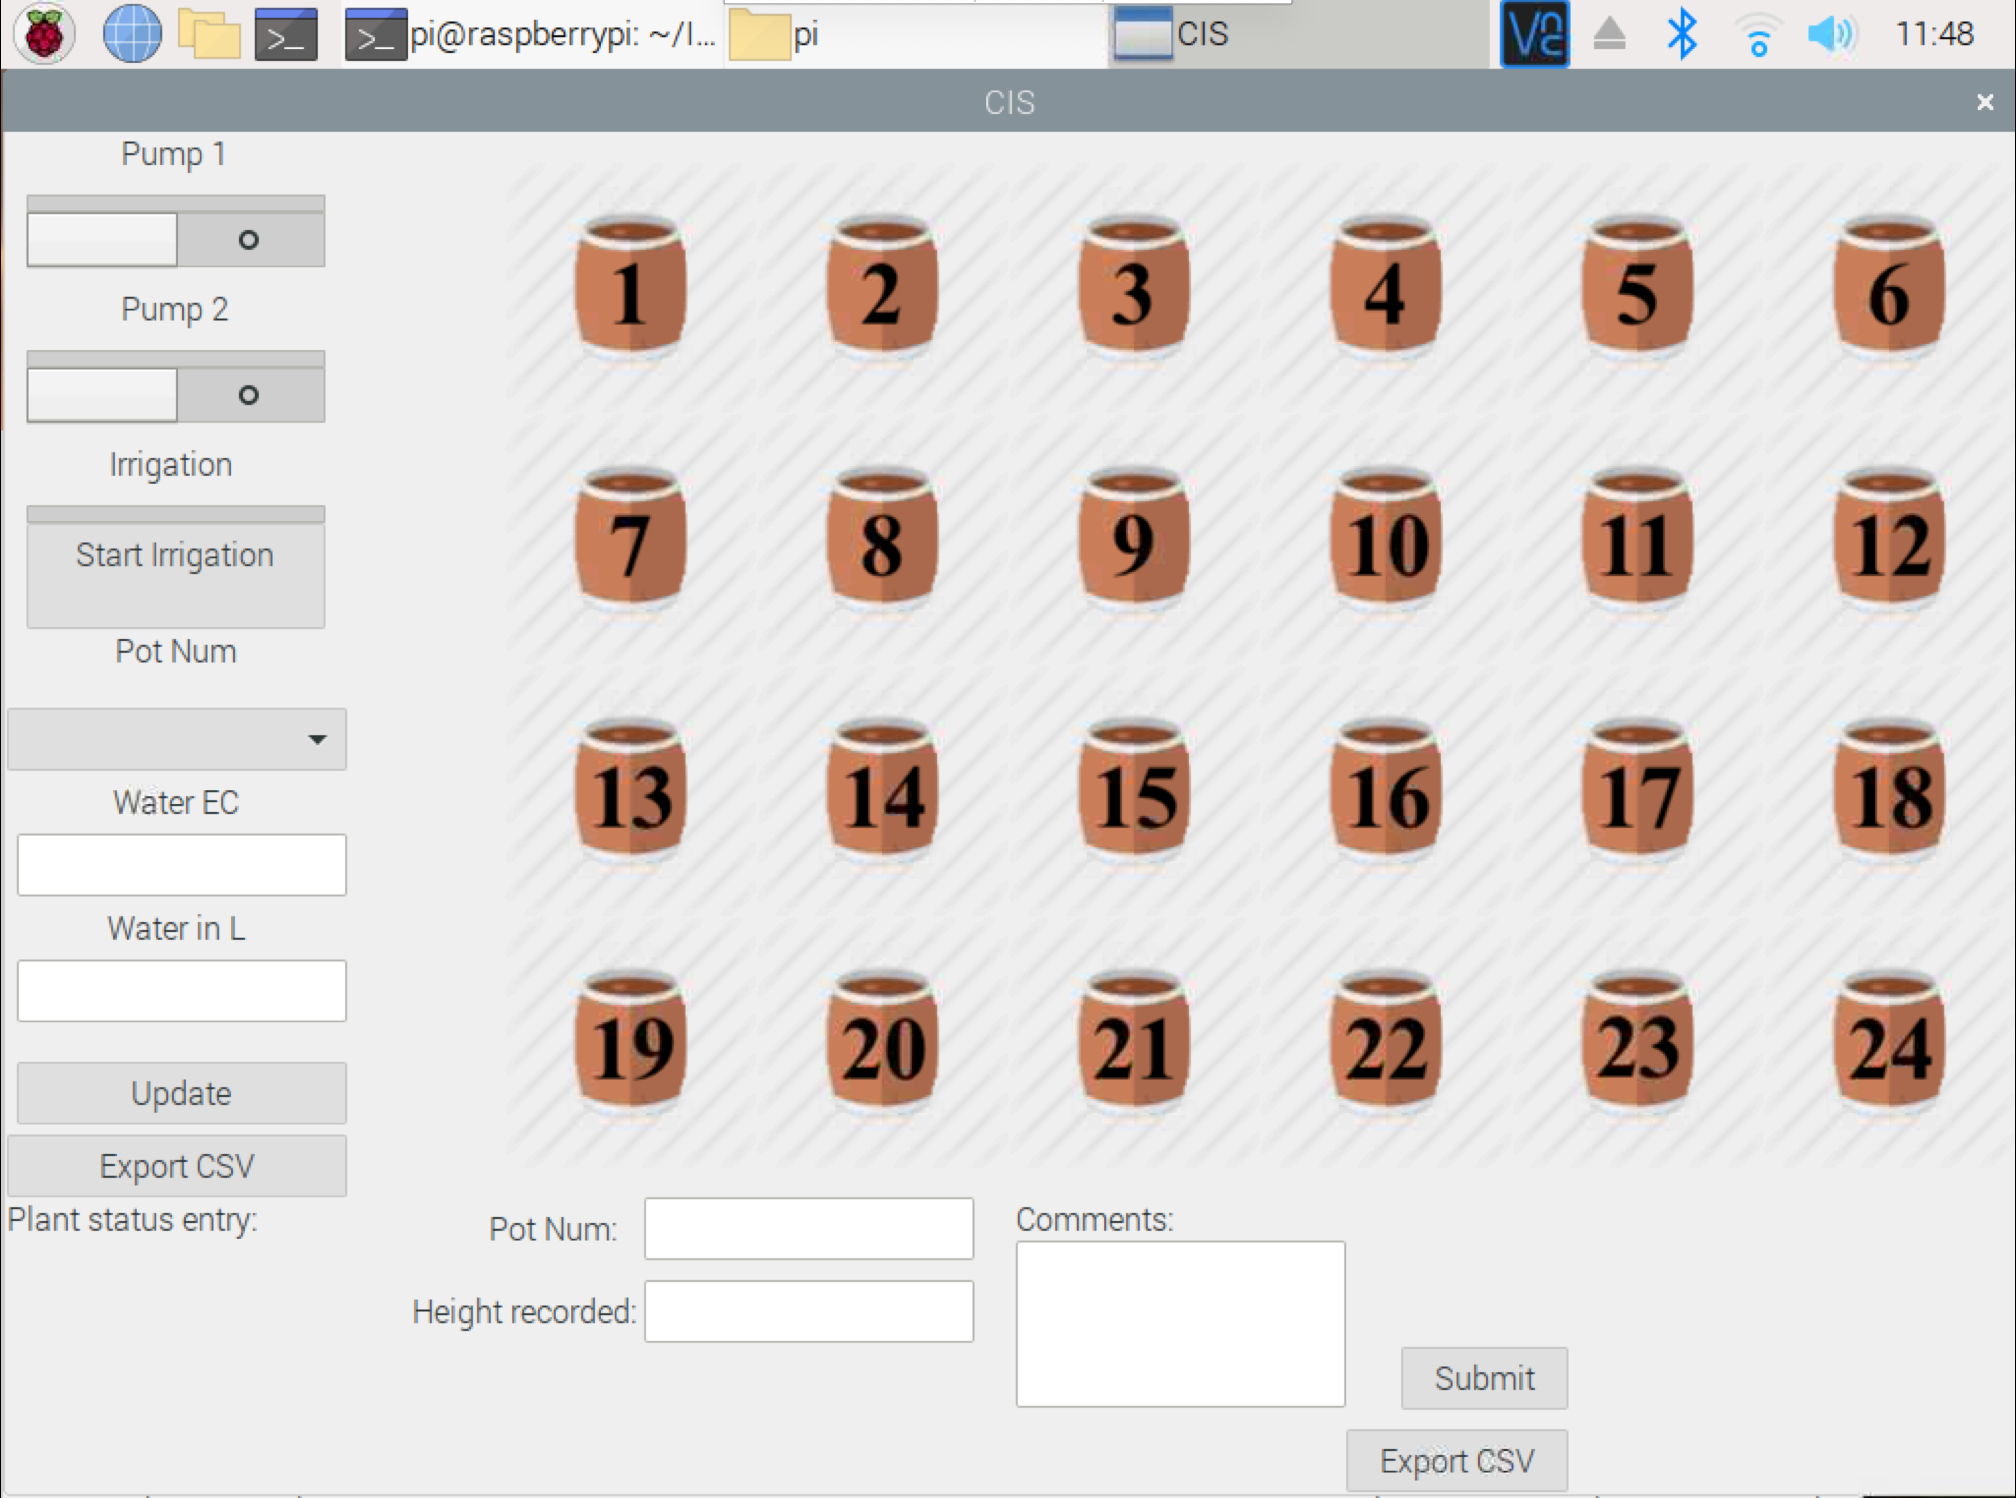 >_ >_ pi@raspberrypi: ~/l... pi CIS V2 11:48
CIS ×
Pump 1
Pump 2
Irrigation
Start Irrigation
Pot Num
Water EC
Water in L
Update
Export CSV
1 2 3 4 5 6
7 8 9 10 11 12
13 14 15 16 17 18
19 20 21 22 23 24
Plant status entry:
Pot Num:
Height recorded:
Comments:
Submit
Export CSV